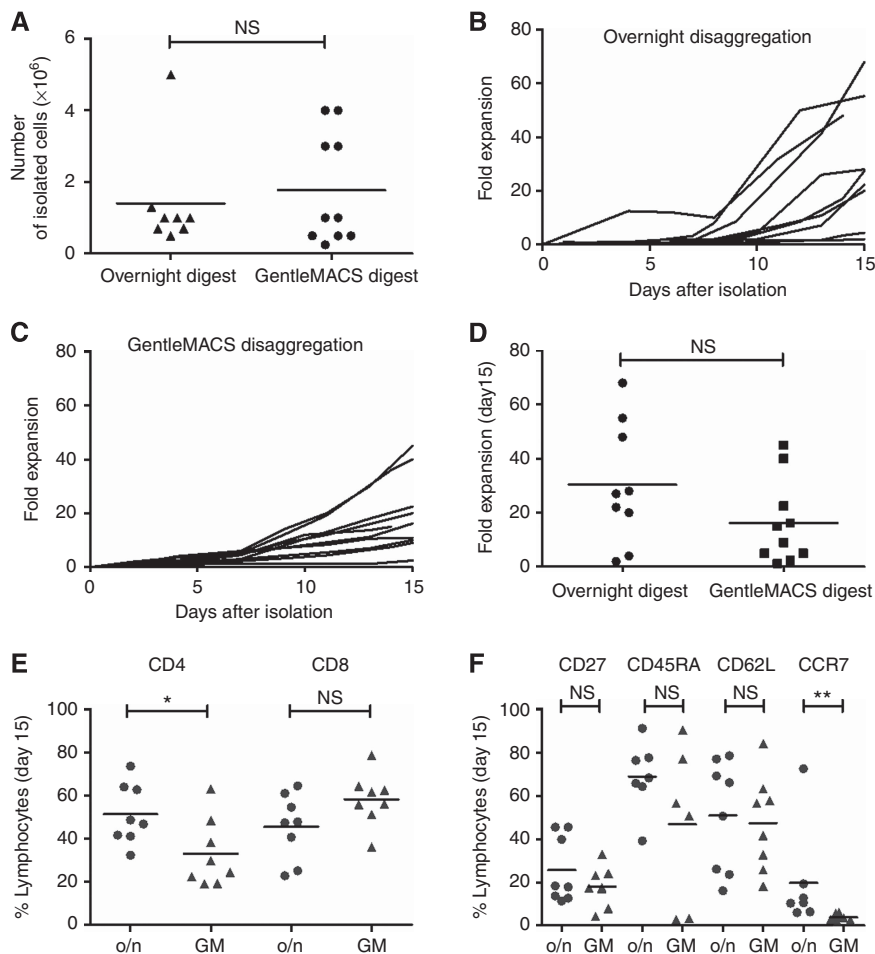 A
NS
Number
of isolated cells (×10⁶)
6
4
2
0
Overnight digest
GentleMACS digest
B
Overnight disaggregation
Fold expansion
80
60
40
20
0
0
5
10
15
Days after isolation
C
GentleMACS disaggregation
Fold expansion
80
60
40
20
0
0
5
10
15
Days after isolation
D
NS
Fold expansion (day15)
80
60
40
20
0
Overnight digest
GentleMACS digest
E
CD4
CD8
*
NS
% Lymphocytes (day 15)
100
80
60
40
20
0
o/n
GM
o/n
GM
F
CD27
CD45RA
CD62L
CCR7
NS
NS
NS
**
% Lymphocytes (day 15)
100
80
60
40
20
0
o/n
GM
o/n
GM
o/n
GM
o/n
GM